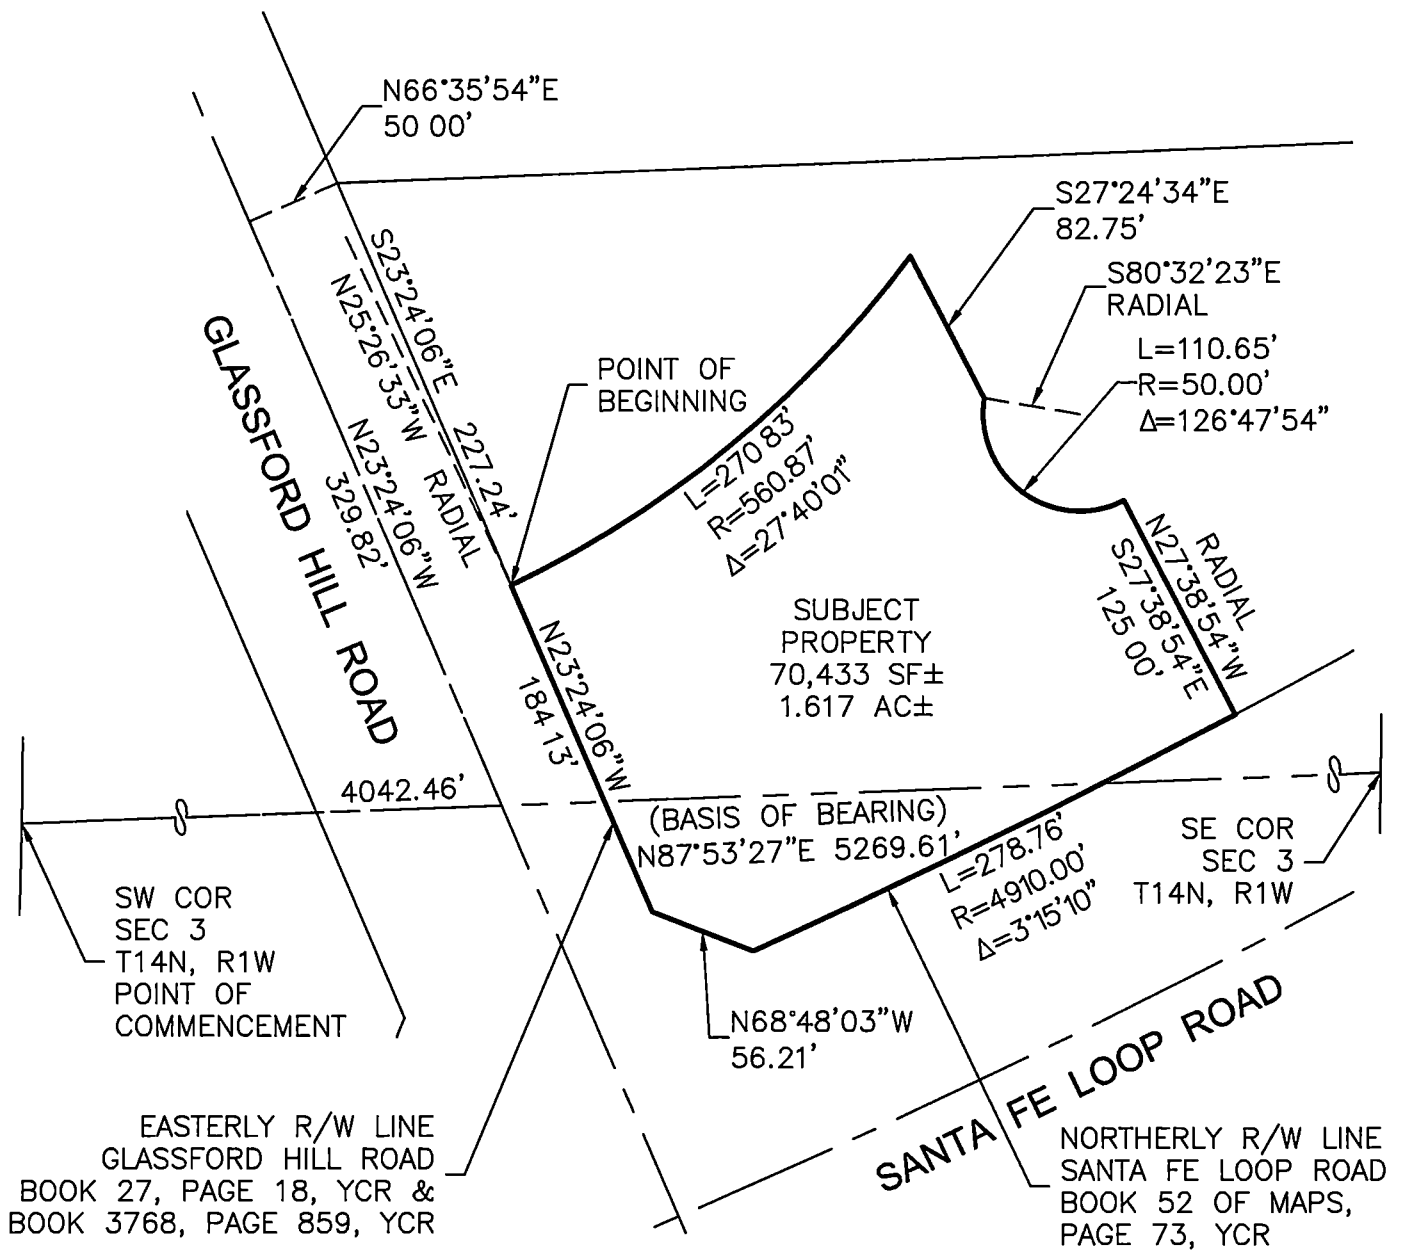 N66°35'54"E
50 00'
S27°24'34"E
82.75'
S80°32'23"E
RADIAL
L=110.65'
R=50.00'
Δ=126°47'54"
S23°24'06"E 227.24'
N25°26'33"W RADIAL
N23°24'06"W
329.82'
GLASSFORD HILL ROAD
POINT OF
BEGINNING
L=270 83'
R=560.87'
Δ=27°40'01"
SUBJECT
PROPERTY
70,433 SF±
1.617 AC±
RADIAL
N27°38'54"W
S27°38'54"E
125 00'
N23°24'06"W
184 13'
4042.46'
(BASIS OF BEARING)
N87°53'27"E 5269.61'
L=278.76'
R=4910.00'
Δ=3°15'10"
SE COR
SEC 3
T14N, R1W
SW COR
SEC 3
T14N, R1W
POINT OF
COMMENCEMENT
N68°48'03"W
56.21'
SANTA FE LOOP ROAD
EASTERLY R/W LINE
GLASSFORD HILL ROAD
BOOK 27, PAGE 18, YCR &
BOOK 3768, PAGE 859, YCR
NORTHERLY R/W LINE
SANTA FE LOOP ROAD
BOOK 52 OF MAPS,
PAGE 73, YCR